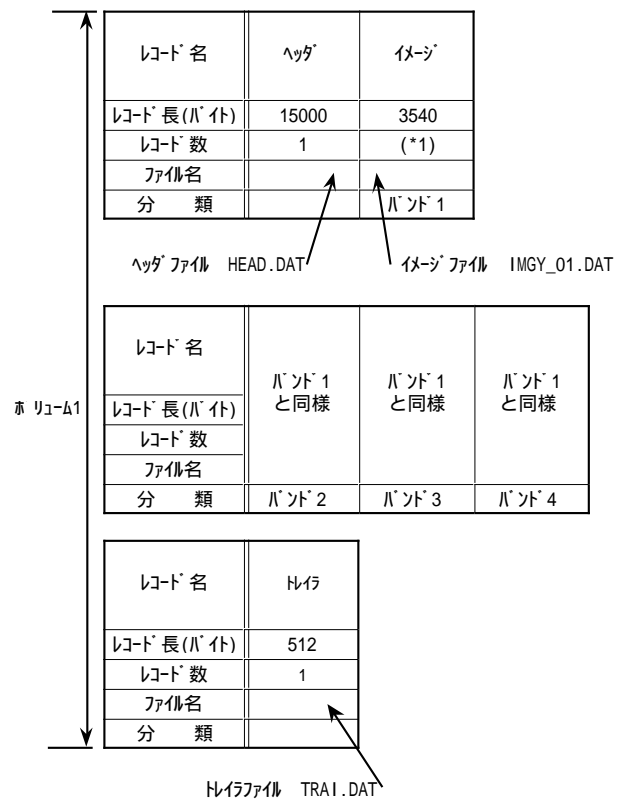 ﾚｺｰﾄﾞ名 ﾍｯﾀﾞ ｲﾒｰｼﾞ
ﾚｺｰﾄﾞ長(ﾊﾞｲﾄ) 15000 3540
ﾚｺｰﾄﾞ数 1 (*1)
ﾌｧｲﾙ名
分 類 ﾊﾞﾝﾄﾞ1
ﾍｯﾀﾞﾌｧｲﾙ HEAD.DAT ｲﾒｰｼﾞﾌｧｲﾙ IMGY_01.DAT
ﾎﾞﾘｭｰﾑ1
ﾚｺｰﾄﾞ名 ﾊﾞﾝﾄﾞ1 ﾊﾞﾝﾄﾞ1 ﾊﾞﾝﾄﾞ1
と同様 と同様 と同様
ﾚｺｰﾄﾞ長(ﾊﾞｲﾄ)
ﾚｺｰﾄﾞ数
ﾌｧｲﾙ名
分 類 ﾊﾞﾝﾄﾞ2 ﾊﾞﾝﾄﾞ3 ﾊﾞﾝﾄﾞ4
ﾚｺｰﾄﾞ名 ﾄﾚｲﾗ
ﾚｺｰﾄﾞ長(ﾊﾞｲﾄ) 512
ﾚｺｰﾄﾞ数 1
ﾌｧｲﾙ名
分 類
ﾄﾚｲﾗﾌｧｲﾙ TRAI.DAT